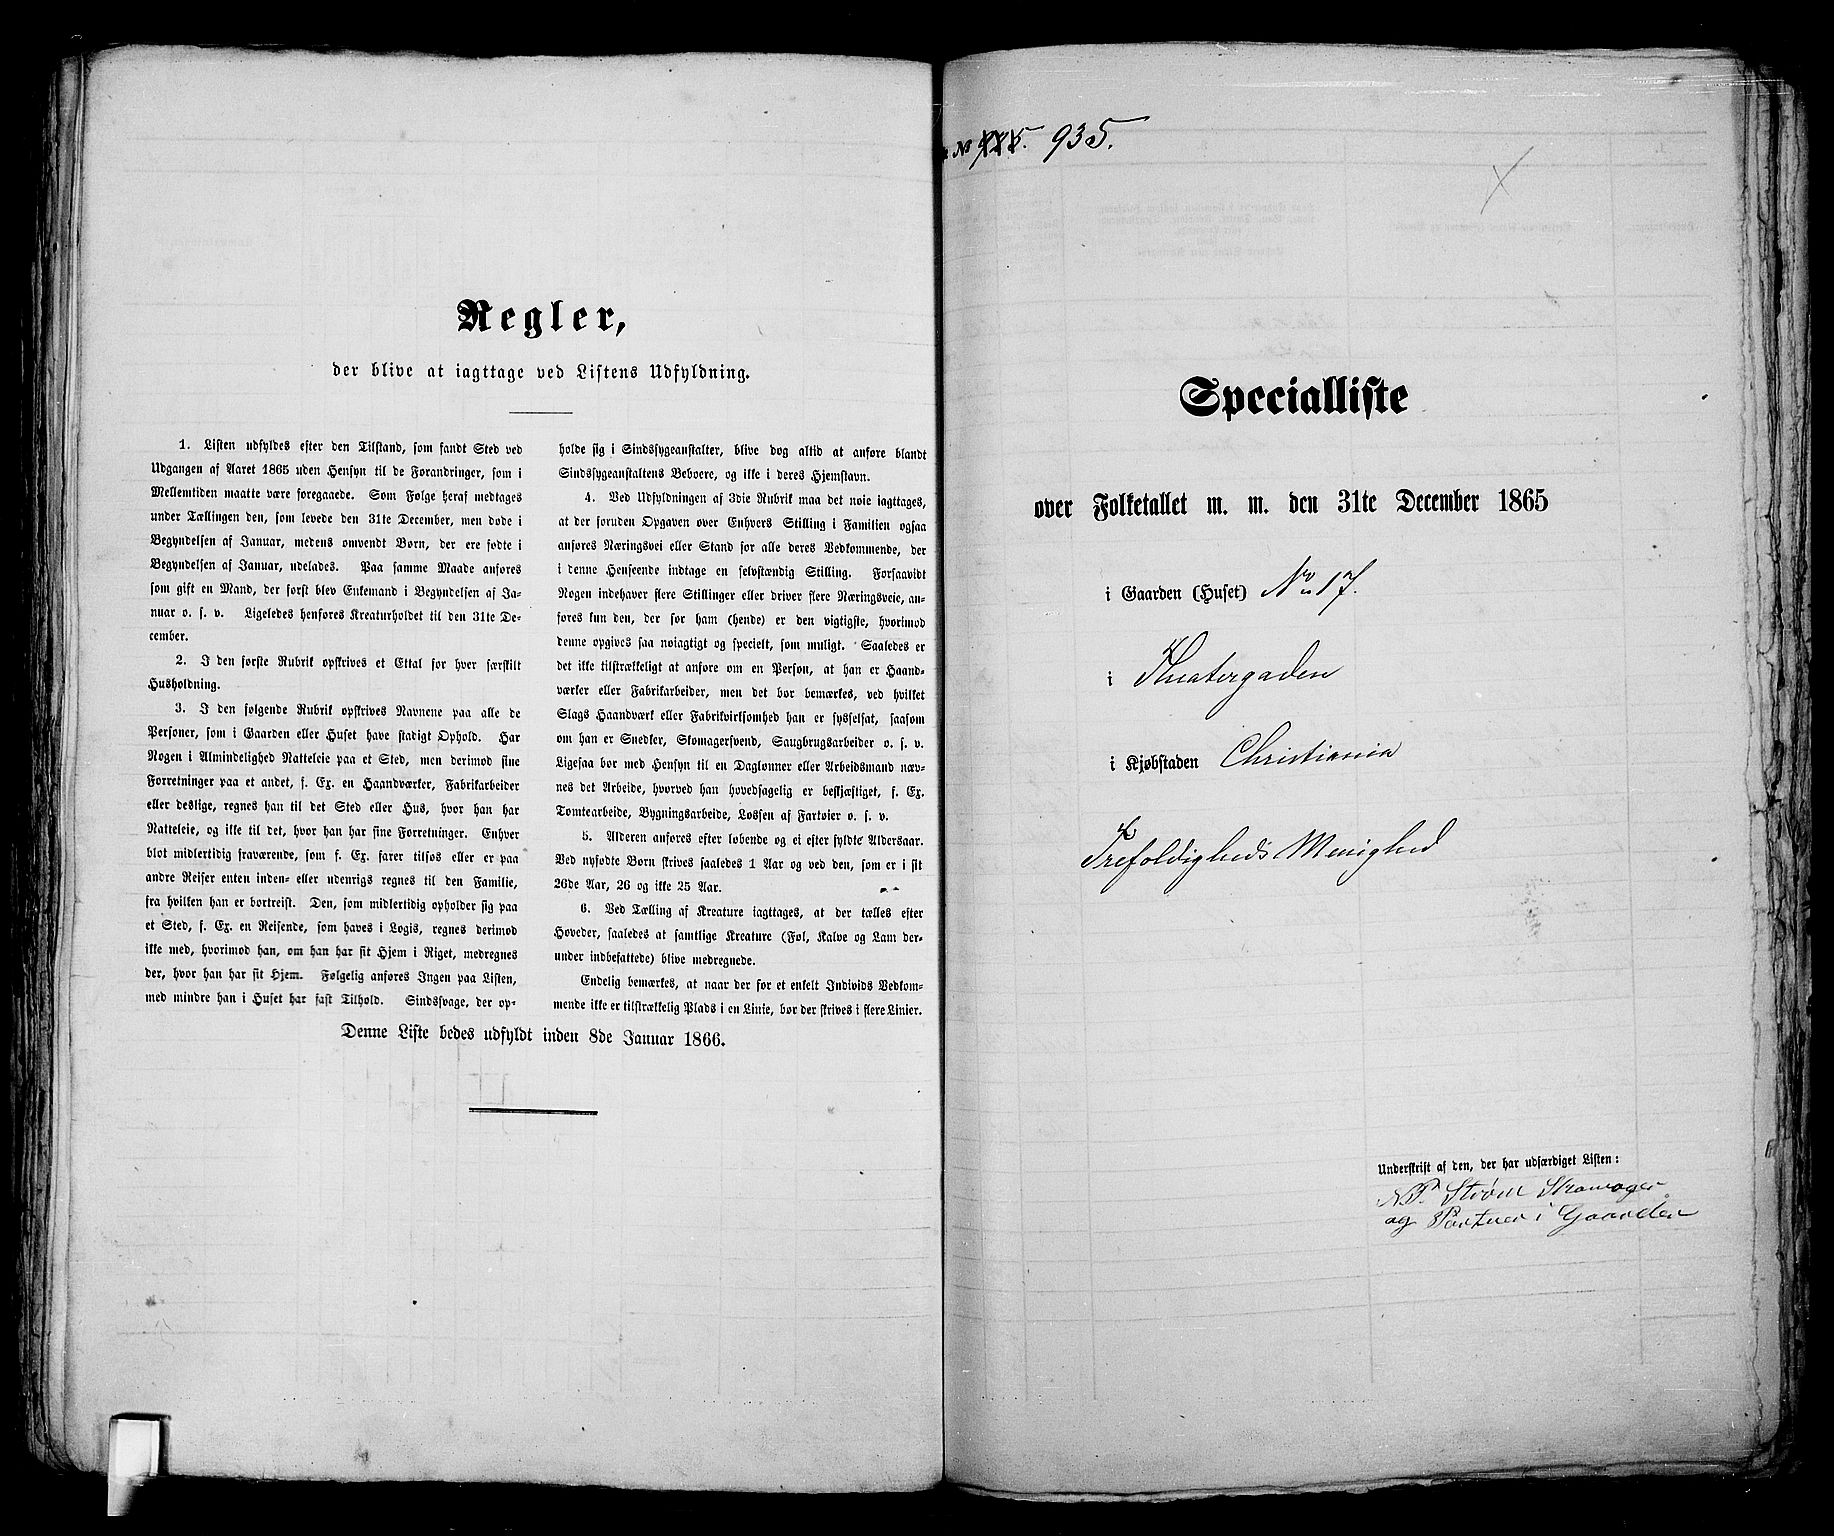 Regler,
der blive at iagttage ved Listens Udfyldning.
1. Listen udfyldes efter den Tilstand, som fandt Sted ved
Udgangen af Aaret 1865 uden Hensyn til de Forandringer, som i
Mellemtiden maatte være foregaaede. Som Følge heraf medtages
under Tællingen den, som levede den 31te December, men døde i
Begyndelsen af Januar, medens omvendt Børn, der ere fødte i
Begyndelsen af Januar, udelades. Paa samme Maade anføres
som gift en Mand, der først blev Enkemand i Begyndelsen af Ja-
nuar o. s. v. Ligeledes henføres Kreaturholdet til den 31te De-
cember.
2. I den første Rubrik opskrives et Ettal for hver særskilt
Husholdning.
3. I den følgende Rubrik opskrives Navnene paa alle de
Personer, som i Gaarden eller Huset have stadigt Ophold. Har
Nogen i Almindelighed Natteleie paa et Sted, men derimod sine
Forretninger paa et andet, f. Ex. en Haandværker, Fabrikarbeider
eller deslige, regnes han til det Sted eller Hus, hvor han har
Natteleie, og ikke til det, hvor han har sine Forretninger. Enhver
blot midlertidig fraværende, som f. Ex. farer tilsøs eller er paa
andre Reiser enten inden- eller udenrigs regnes til den Familie,
fra hvilken han er bortreist. Den, som midlertidig opholder sig paa
et Sted, f. Ex. en Reisende, som haves i Logis, regnes derimod
ikke med, hvorimod han, om han har sit Hjem i Riget, medregnes
der, hvor han har sit Hjem. Følgelig anføres Ingen paa Listen,
med mindre han i Huset har fast Tilhold. Sindssvage, der op-
holde sig i Sindssygeanstalter, blive dog altid at anføre blandt
Sindssygeanstaltens Beboere, og ikke i deres Hjemstavn.
4. Ved Udfyldningen af 3die Rubrik maa det nøie iagttages,
at der foruden Opgaven over Enhvers Stilling i Familien ogsaa
anføres Næringsvei eller Stand for alle deres Vedkommende, der
i denne Henseende indtage en selvstændig Stilling. Forsaavidt
Nogen indehaver flere Stillinger eller driver flere Næringsveie, an-
føres kun den, der for ham (hende) er den vigtigste, hvorimod
denne opgives saa nøiagtigt og specielt, som muligt. Saaledes er
det ikke tilstrækkeligt at anføre om en Person, at han er Haand-
værker eller Fabrikarbeider, men det bør bemærkes, ved hvilket
Slags Haandværk eller Fabrikvirksomhed han er sysselsat, saasom
om han er Snedker, Skomagersvend, Saugbrugsarbeider o. s. v.
Ligesaa bør med Hensyn til en Daglønner eller Arbeidsmand næv-
nes det Arbeide, hvorved han hovedsagelig er beskjæftiget, f. Ex.
Tomtearbeide, Bygningsarbeide, Lossen af Fartøier o. s. v.
5. Alderen anføres efter løbende og ei efter fyldte Aldersaar.
Ved nyfødte Børn skrives saaledes 1 Aar og ved den, som er i sit
26de Aar, 26 og ikke 25 Aar.
6. Ved Tælling af Kreature iagttages, at der tælles efter
Hoveder, saaledes at samtlige Kreature (Føl, Kalve og Lam der-
under indbefattede) blive medregnede.
Endelig bemærkes, at naar der for et enkelt Individs Vedkom-
mende ikke er tilstrækkelig Plads i en Linie, bør der skrives i flere Linier.
Denne Liste bedes udfyldt inden 8de Januar 1866.
No 935.
Specialliste
over Folketallet m. m. den 31te December 1865
i Gaarden (Huset) No 17.
i Theatergaden
i Kjøbstaden Christiania
Trefoldigheds Menighed
Underskrift af den, der har udfærdiget Listen:
N.P. Strøm Skomager
og Portner i Gaarden